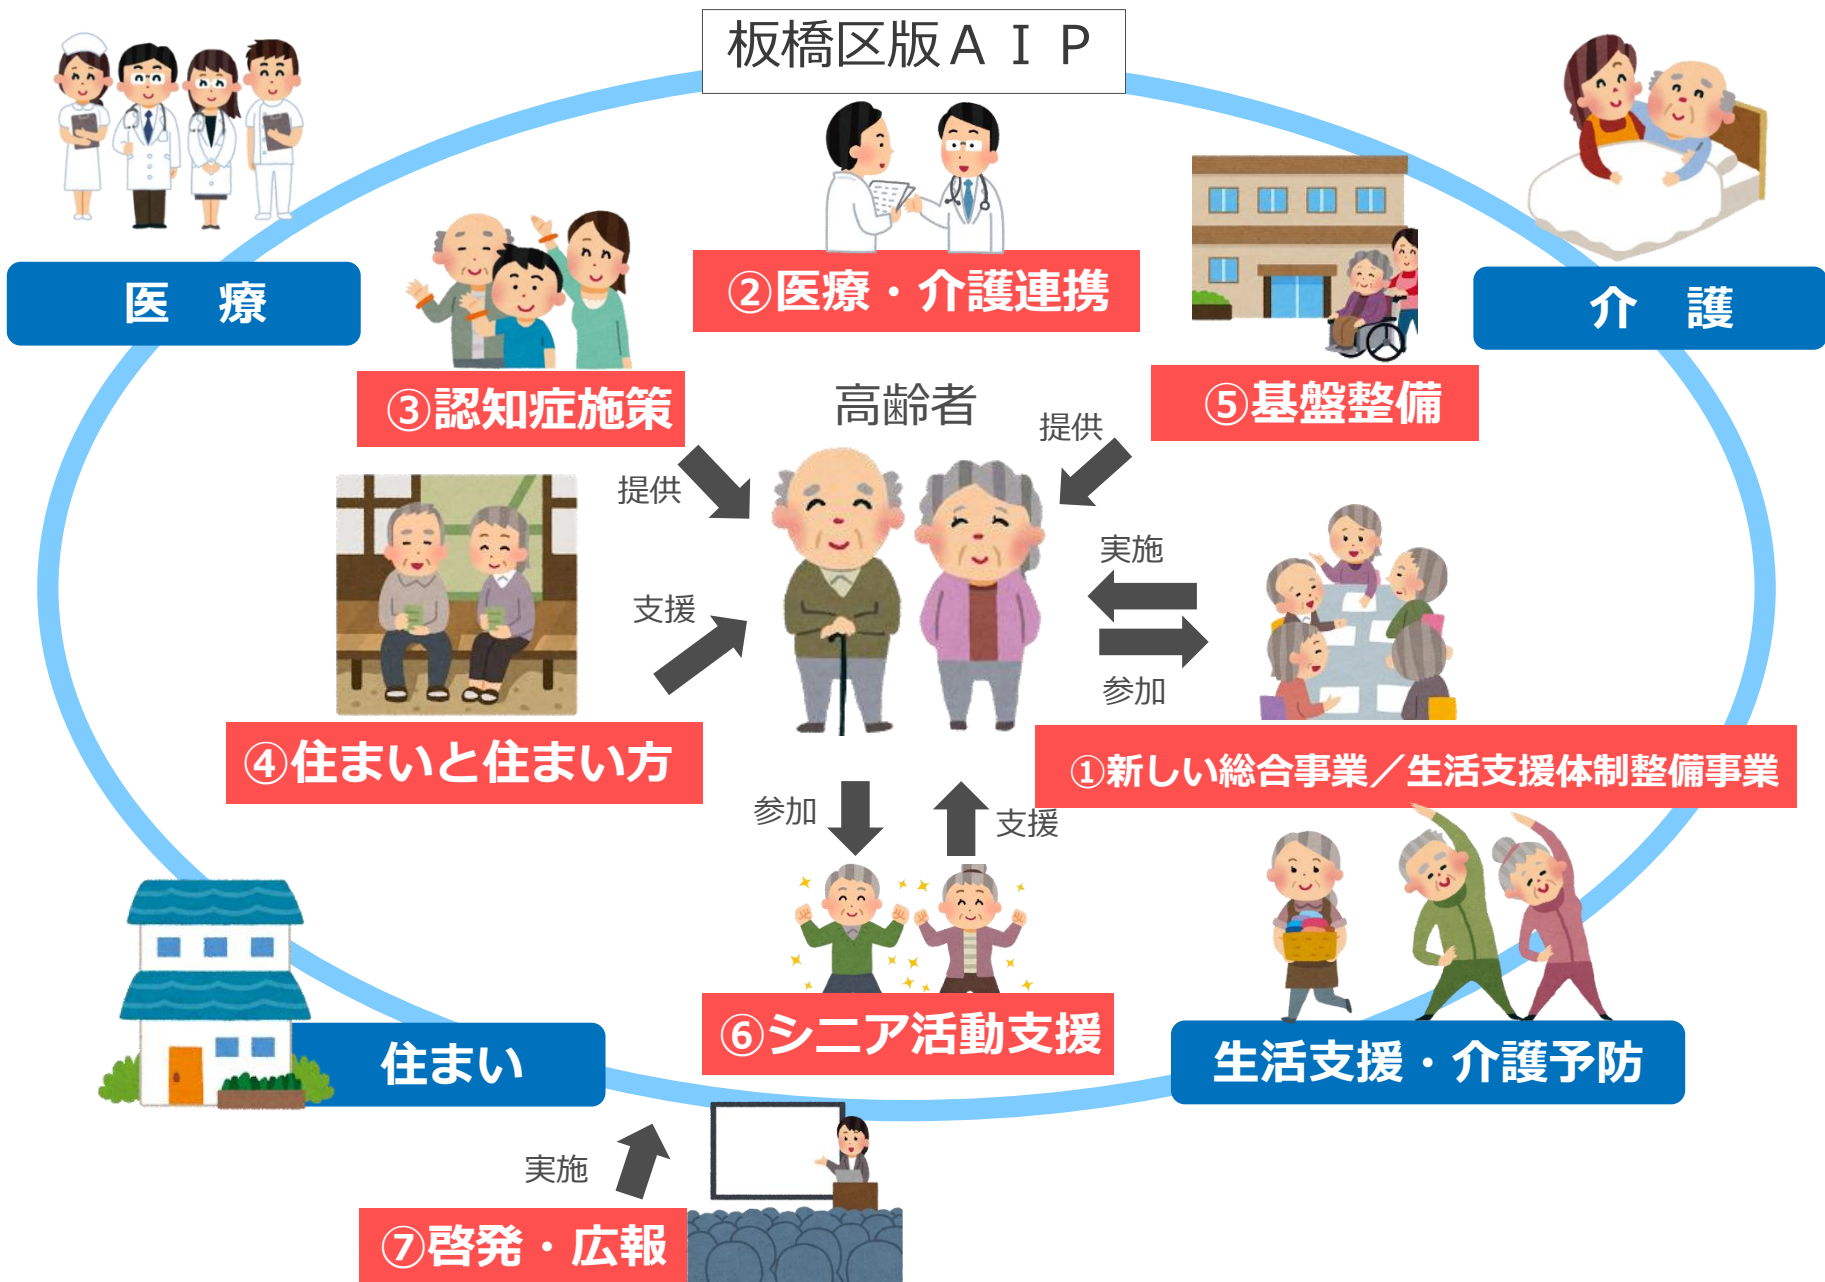 板橋区版ＡＩＰ
医　療
②医療・介護連携
介　護
③認知症施策
高齢者
⑤基盤整備
提供
提供
実施
支援
参加
④住まいと住まい方
①新しい総合事業／生活支援体制整備事業
参加
支援
⑥シニア活動支援
住まい
生活支援・介護予防
実施
⑦啓発・広報